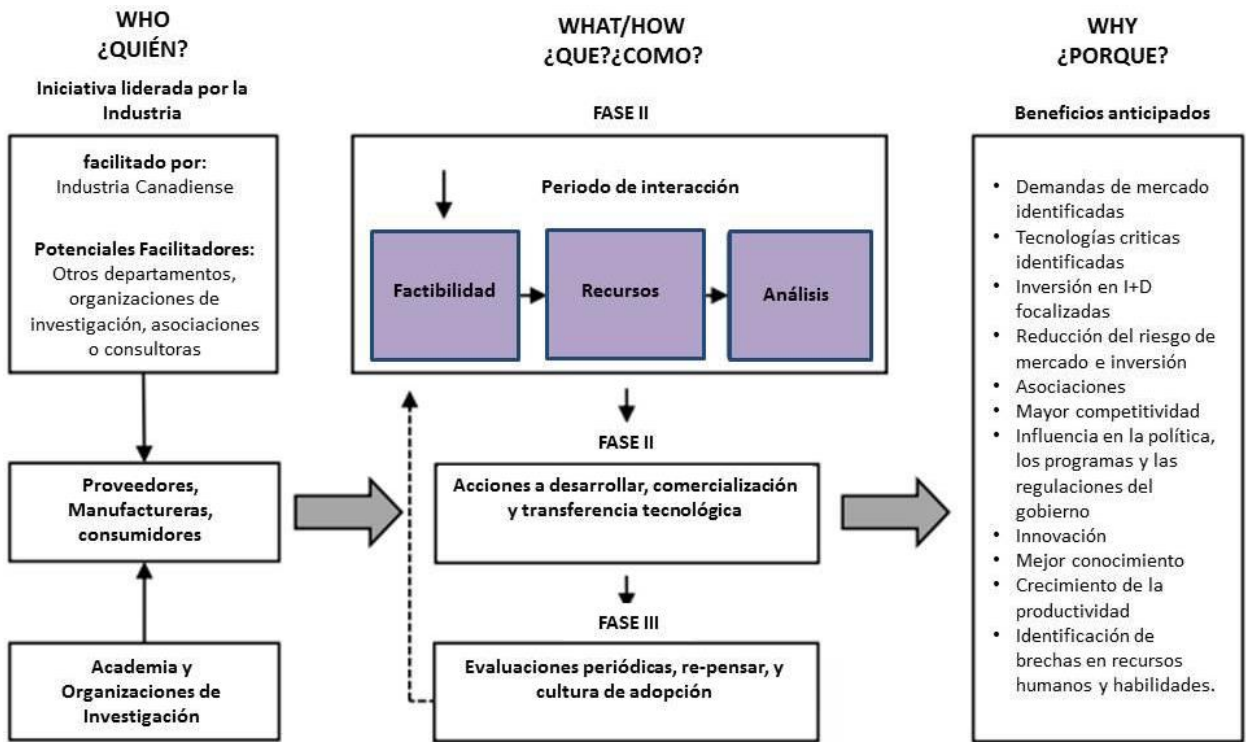 WHO
¿QUIÉN?
Iniciativa liderada por la
Industria
facilitado por:
Industria Canadiense
Potenciales Facilitadores:
Otros departamentos,
organizaciones de
investigación, asociaciones
o consultoras
Proveedores,
Manufactureras,
consumidores
Academia y
Organizaciones de
Investigación
WHAT/HOW
¿QUE?¿COMO?
FASE II
Periodo de interacción
Factibilidad
Recursos
Análisis
FASE II
Acciones a desarrollar, comercialización
y transferencia tecnológica
FASE III
Evaluaciones periódicas, re-pensar, y
cultura de adopción
WHY
¿PORQUE?
Beneficios anticipados
• Demandas de mercado
identificadas
• Tecnologías criticas
identificadas
• Inversión en I+D
focalizadas
• Reducción del riesgo de
mercado e inversión
• Asociaciones
• Mayor competitividad
• Influencia en la política,
los programas y las
regulaciones del
gobierno
• Innovación
• Mejor conocimiento
• Crecimiento de la
productividad
• Identificación de
brechas en recursos
humanos y habilidades.